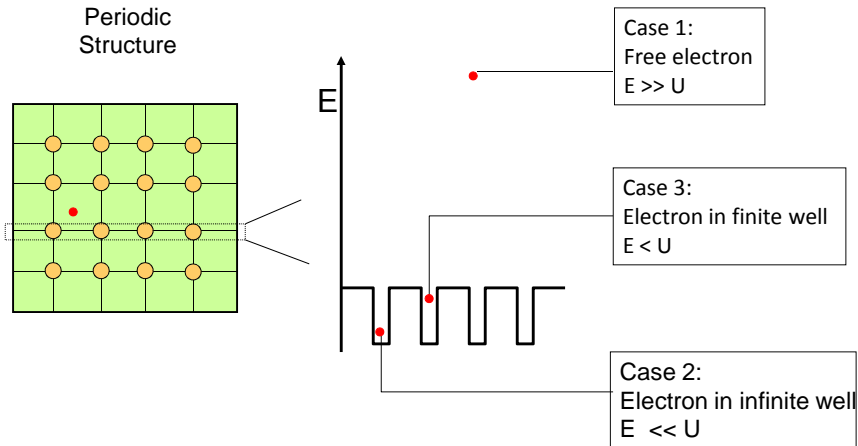 Periodic
Structure
E
Case 1:
Free electron
E >> U
Case 3:
Electron in finite well
E < U
Case 2:
Electron in infinite well
E << U